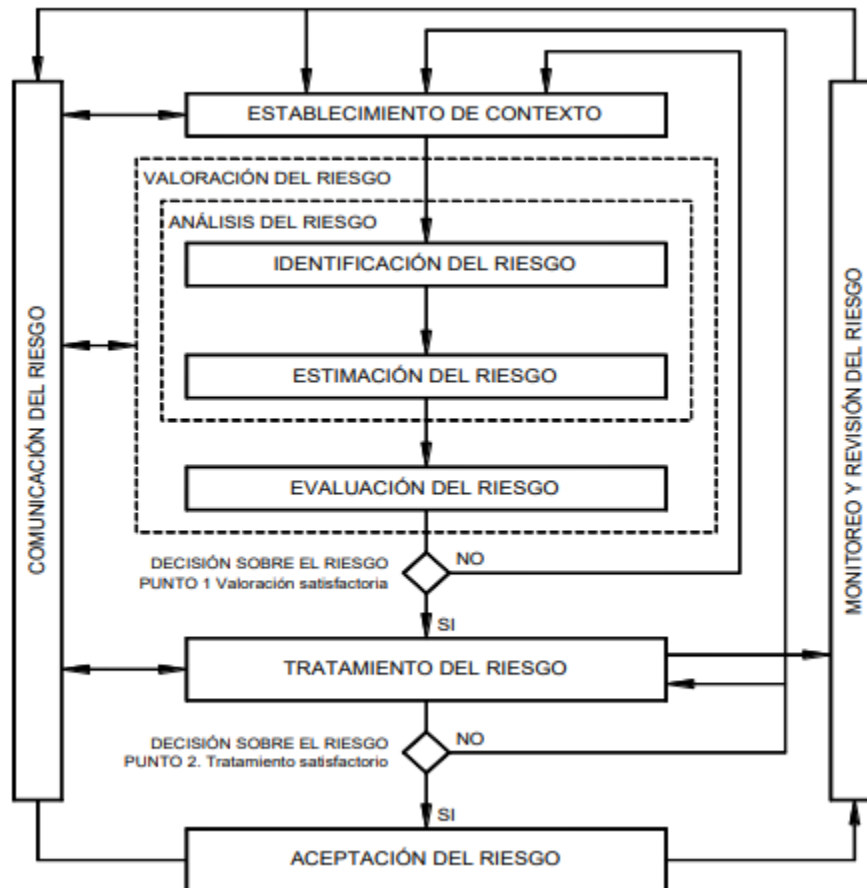 ESTABLECIMIENTO DE CONTEXTO
VALORACIÓN DEL RIESGO
ANÁLISIS DEL RIESGO
IDENTIFICACIÓN DEL RIESGO
ESTIMACIÓN DEL RIESGO
EVALUACIÓN DEL RIESGO
COMUNICACIÓN DEL RIESGO
MONITOREO Y REVISIÓN DEL RIESGO
DECISIÓN SOBRE EL RIESGO
PUNTO 1 Valoración satisfactoria
NO
SI
TRATAMIENTO DEL RIESGO
DECISIÓN SOBRE EL RIESGO
PUNTO 2. Tratamiento satisfactorio
NO
SI
ACEPTACIÓN DEL RIESGO